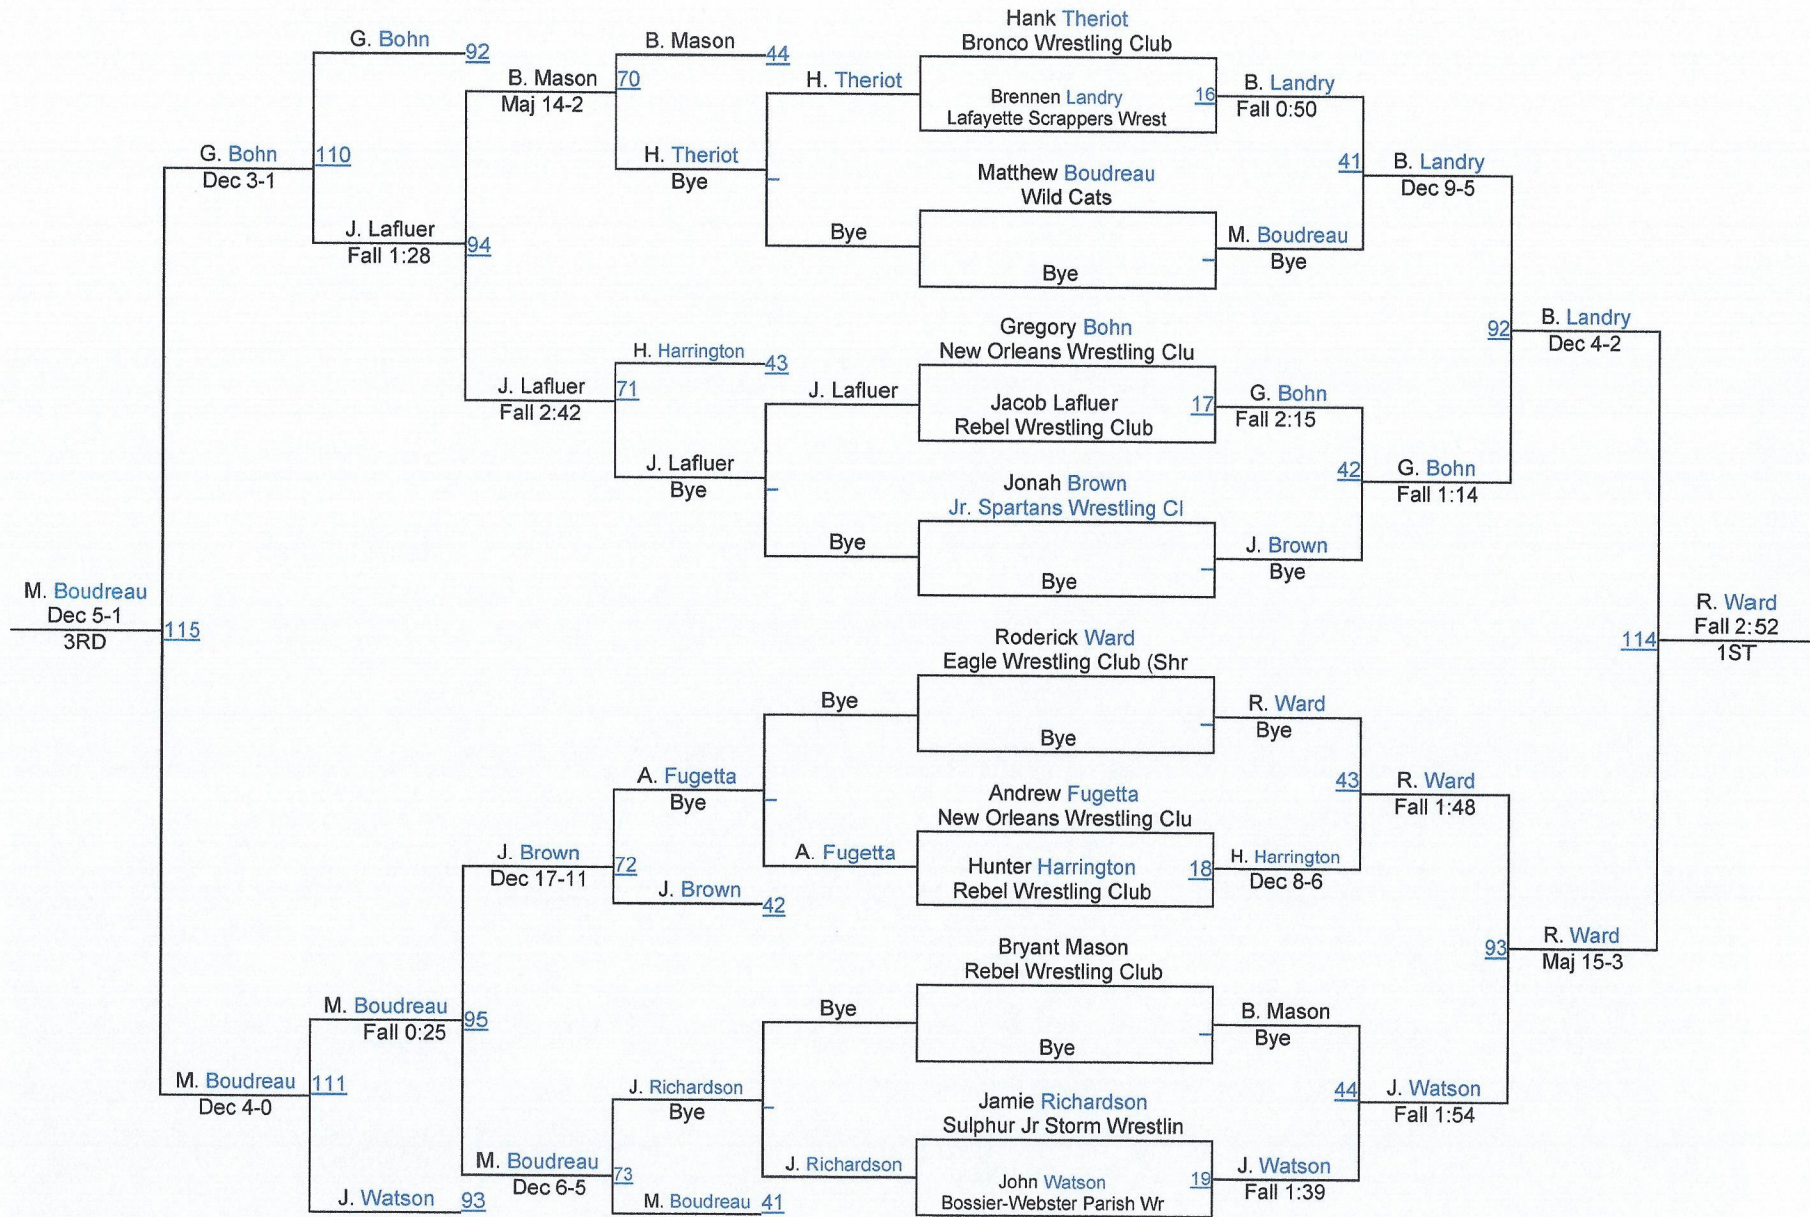 Hank Theriot
Bronco Wrestling Club
G. Bohn
92
B. Mason
44
B. Mason
Maj 14-2
70
H. Theriot
Brennen Landry
Lafayette Scrappers Wrest
16
B. Landry
Fall 0:50
G. Bohn
Dec 3-1
110
H. Theriot
Bye
41
B. Landry
Dec 9-5
Matthew Boudreau
Wild Cats
J. Lafluer
Fall 1:28
94
Bye
M. Boudreau
Bye
Bye
Gregory Bohn
New Orleans Wrestling Clu
92
B. Landry
Dec 4-2
H. Harrington
43
J. Lafluer
Fall 2:42
71
J. Lafluer
Jacob Lafluer
Rebel Wrestling Club
17
G. Bohn
Fall 2:15
J. Lafluer
Bye
42
G. Bohn
Fall 1:14
Jonah Brown
Jr. Spartans Wrestling Cl
Bye
J. Brown
Bye
Bye
M. Boudreau
Dec 5-1
3RD
115
R. Ward
Fall 2:52
1ST
114
Roderick Ward
Eagle Wrestling Club (Shr
Bye
R. Ward
Bye
Bye
A. Fugetta
Bye
43
R. Ward
Fall 1:48
Andrew Fugetta
New Orleans Wrestling Clu
J. Brown
Dec 17-11
72
A. Fugetta
Hunter Harrington
Rebel Wrestling Club
18
H. Harrington
Dec 8-6
J. Brown
42
Bryant Mason
Rebel Wrestling Club
93
R. Ward
Maj 15-3
M. Boudreau
Fall 0:25
95
Bye
B. Mason
Bye
Bye
M. Boudreau
Dec 4-0
111
J. Richardson
Bye
44
J. Watson
Fall 1:54
Jamie Richardson
Sulphur Jr Storm Wrestlin
M. Boudreau
Dec 6-5
73
J. Richardson
John Watson
Bossier-Webster Parish Wr
19
J. Watson
Fall 1:39
J. Watson
93
M. Boudreau
41